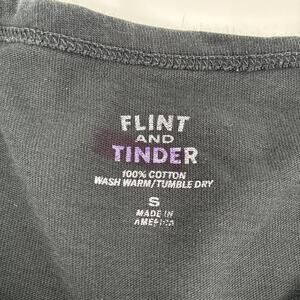 FLINT
AND
TINDER
100% COTTON
WASH WARM/TUMBLE DRY
S
MADE IN
AMERICA